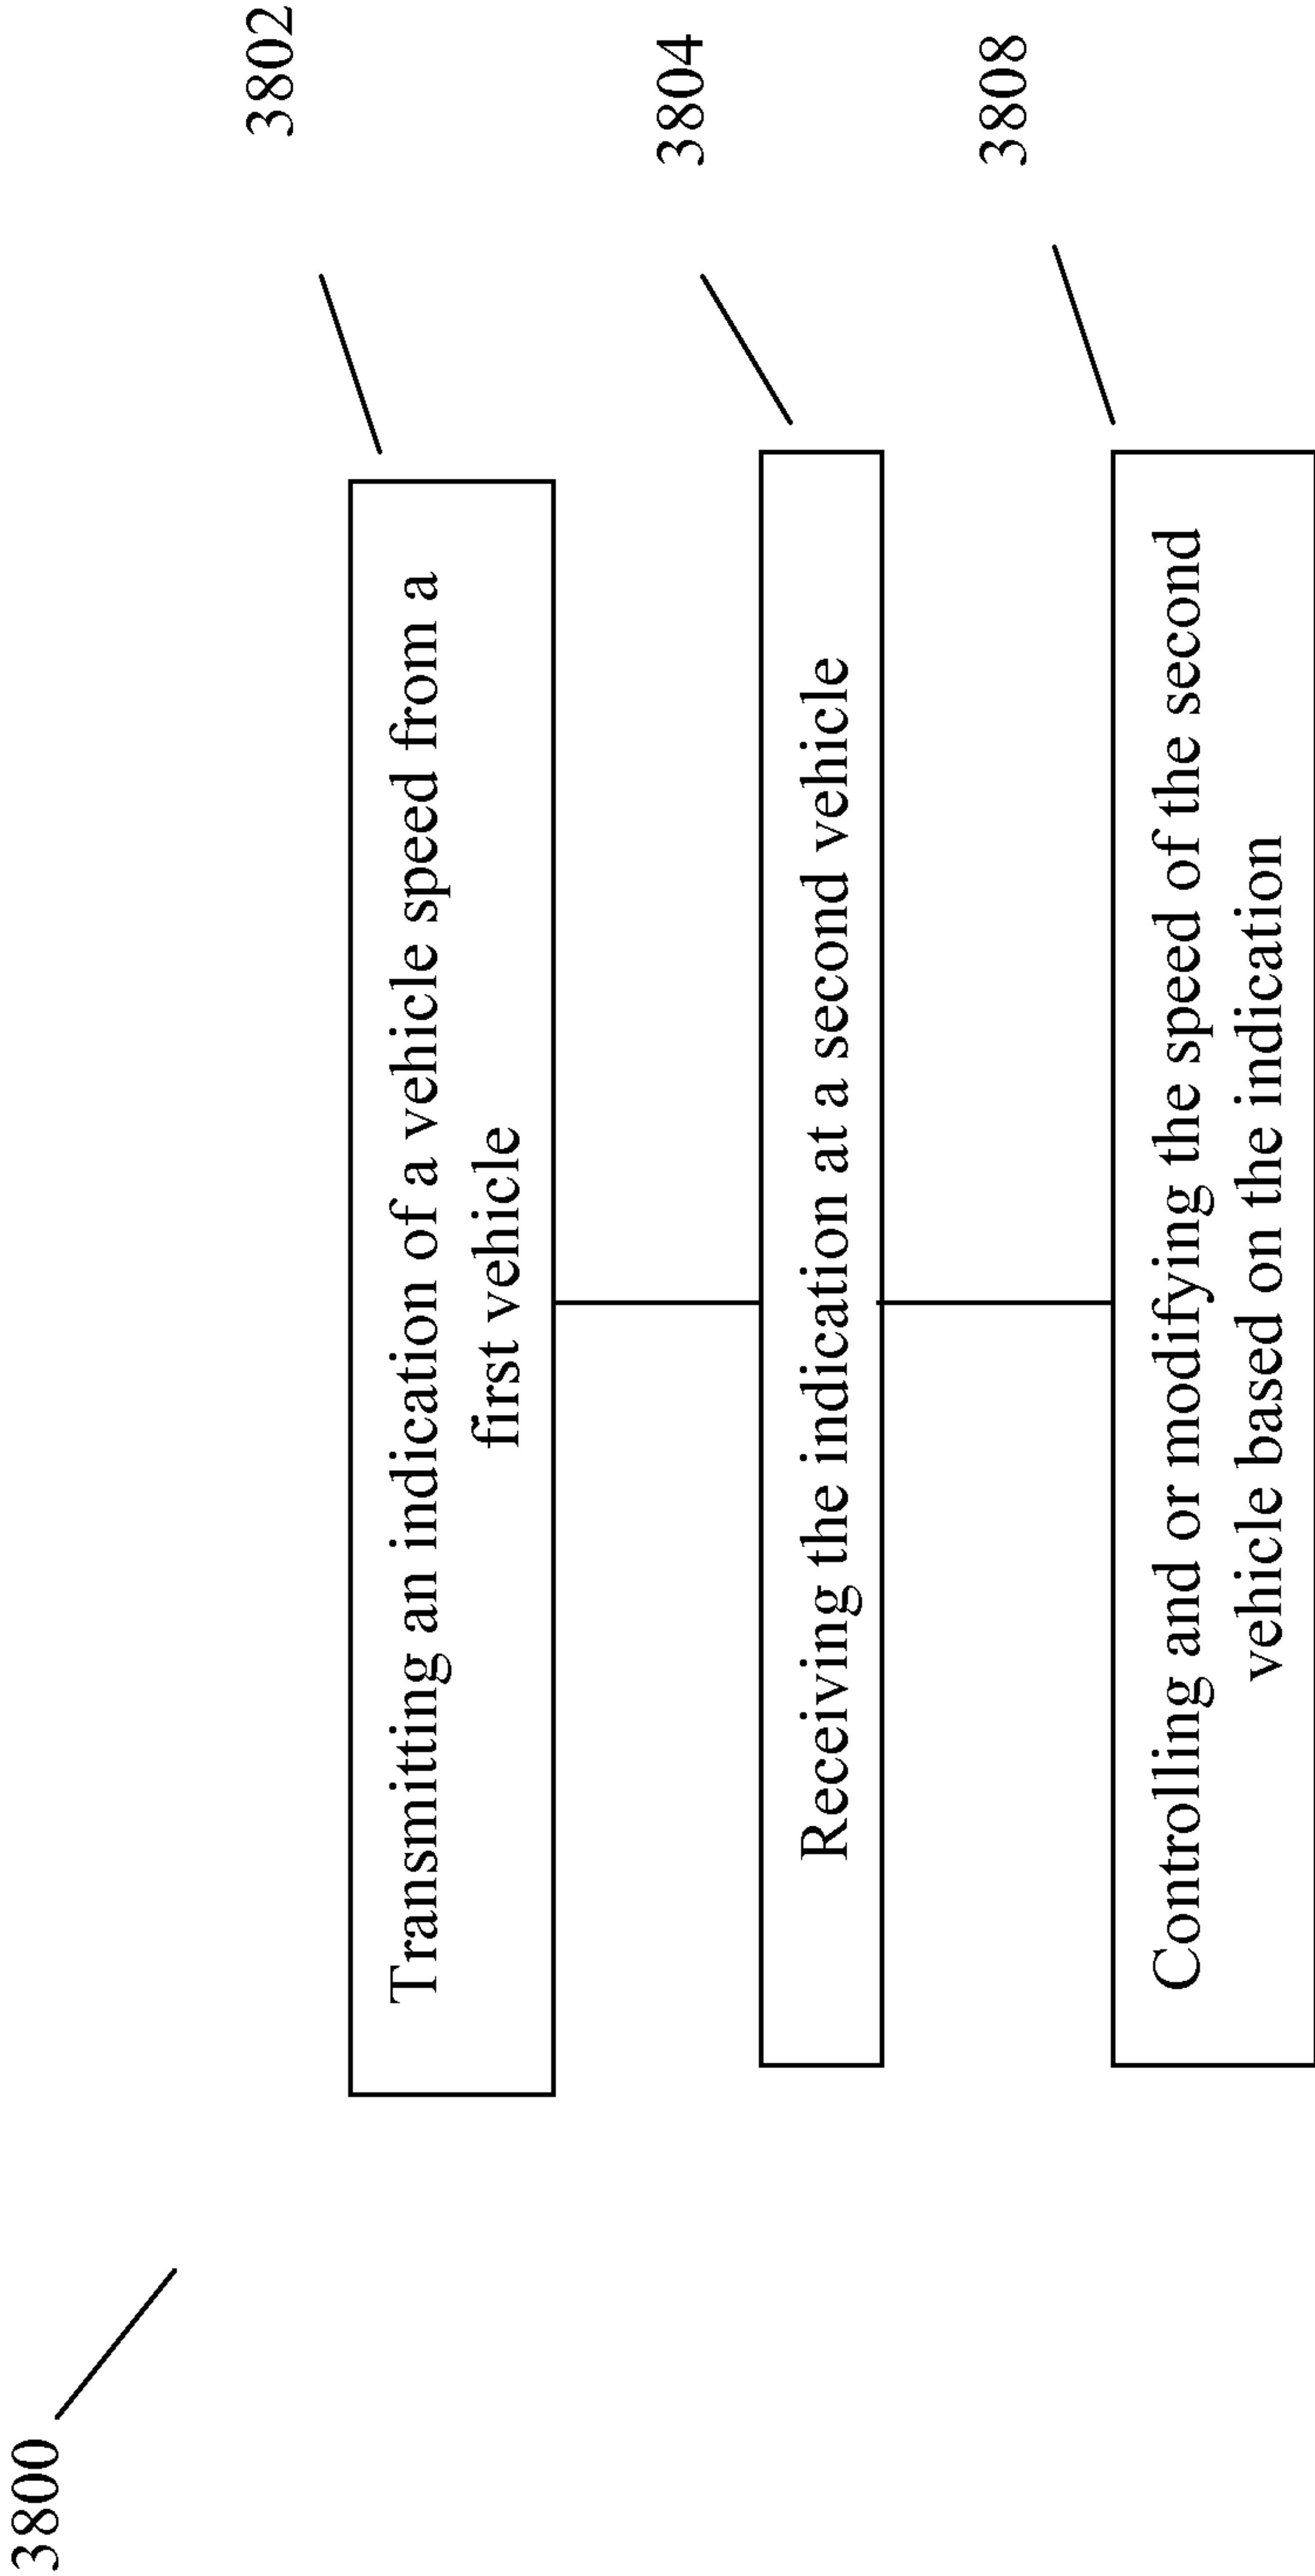 3800
3802
Transmitting an indication of a vehicle speed from a
first vehicle
3804
Receiving the indication at a second vehicle
3808
Controlling and or modifying the speed of the second
vehicle based on the indication